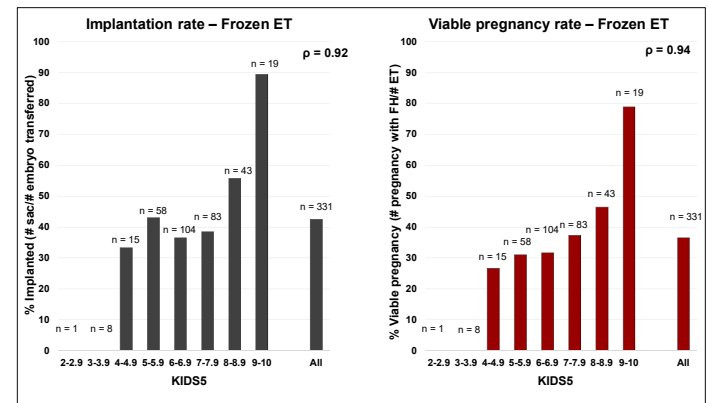 Implantation rate – Frozen ET
ρ = 0.92
% Implanted (# sac/# embryo transferred)
100
90
80
70
60
50
40
30
20
10
0
n = 1
n = 8
n = 15
n = 58
n = 104
n = 83
n = 43
n = 19
n = 331
2-2.9 3-3.9 4-4.9 5-5.9 6-6.9 7-7.9 8-8.9 9-10 All
KIDS5
Viable pregnancy rate – Frozen ET
ρ = 0.94
% Viable pregnancy (# pregnancy with FH/# ET)
100
90
80
70
60
50
40
30
20
10
0
n = 1
n = 8
n = 15
n = 58
n = 104
n = 83
n = 43
n = 19
n = 331
2-2.9 3-3.9 4-4.9 5-5.9 6-6.9 7-7.9 8-8.9 9-10 All
KIDS5